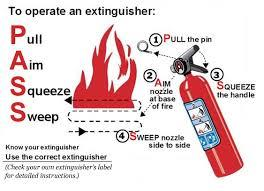 To operate an extinguisher:
Pull
Aim
Squeeze
Sweep
① PULL the pin
② AIM
nozzle
at base
of fire
③ SQUEEZE
the handle
④ SWEEP nozzle
side to side
Know your extinguisher
Use the correct extinguisher
(Check your own extinguisher's label
for detailed instructions.)